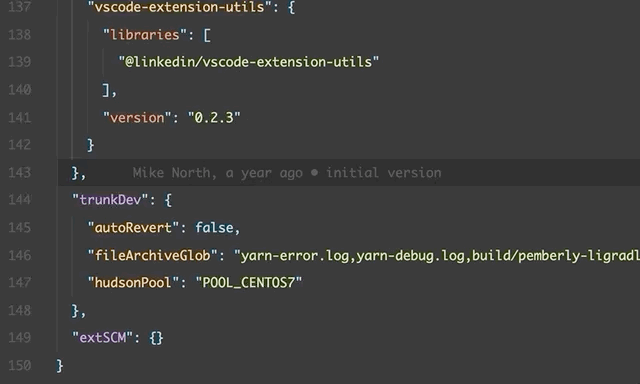 137 "vscode-extension-utils": {
138 "libraries": [
139 "@linkedin/vscode-extension-utils"
140 ],
141 "version": "0.2.3"
142 }
143 }, Mike North, a year ago • initial version
144 "trunkDev": {
145 "autoRevert": false,
146 "fileArchiveGlob": "yarn-error.log,yarn-debug.log,build/pemberly-ligradl
147 "hudsonPool": "POOL_CENTOS7"
148 },
149 "extSCM": {}
150 }